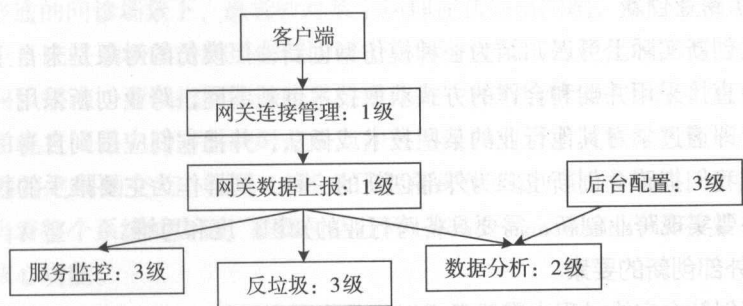 客户端
网关连接管理：1级
网关数据上报：1级
后台配置：3级
服务监控：3级
反垃圾：3级
数据分析：2级